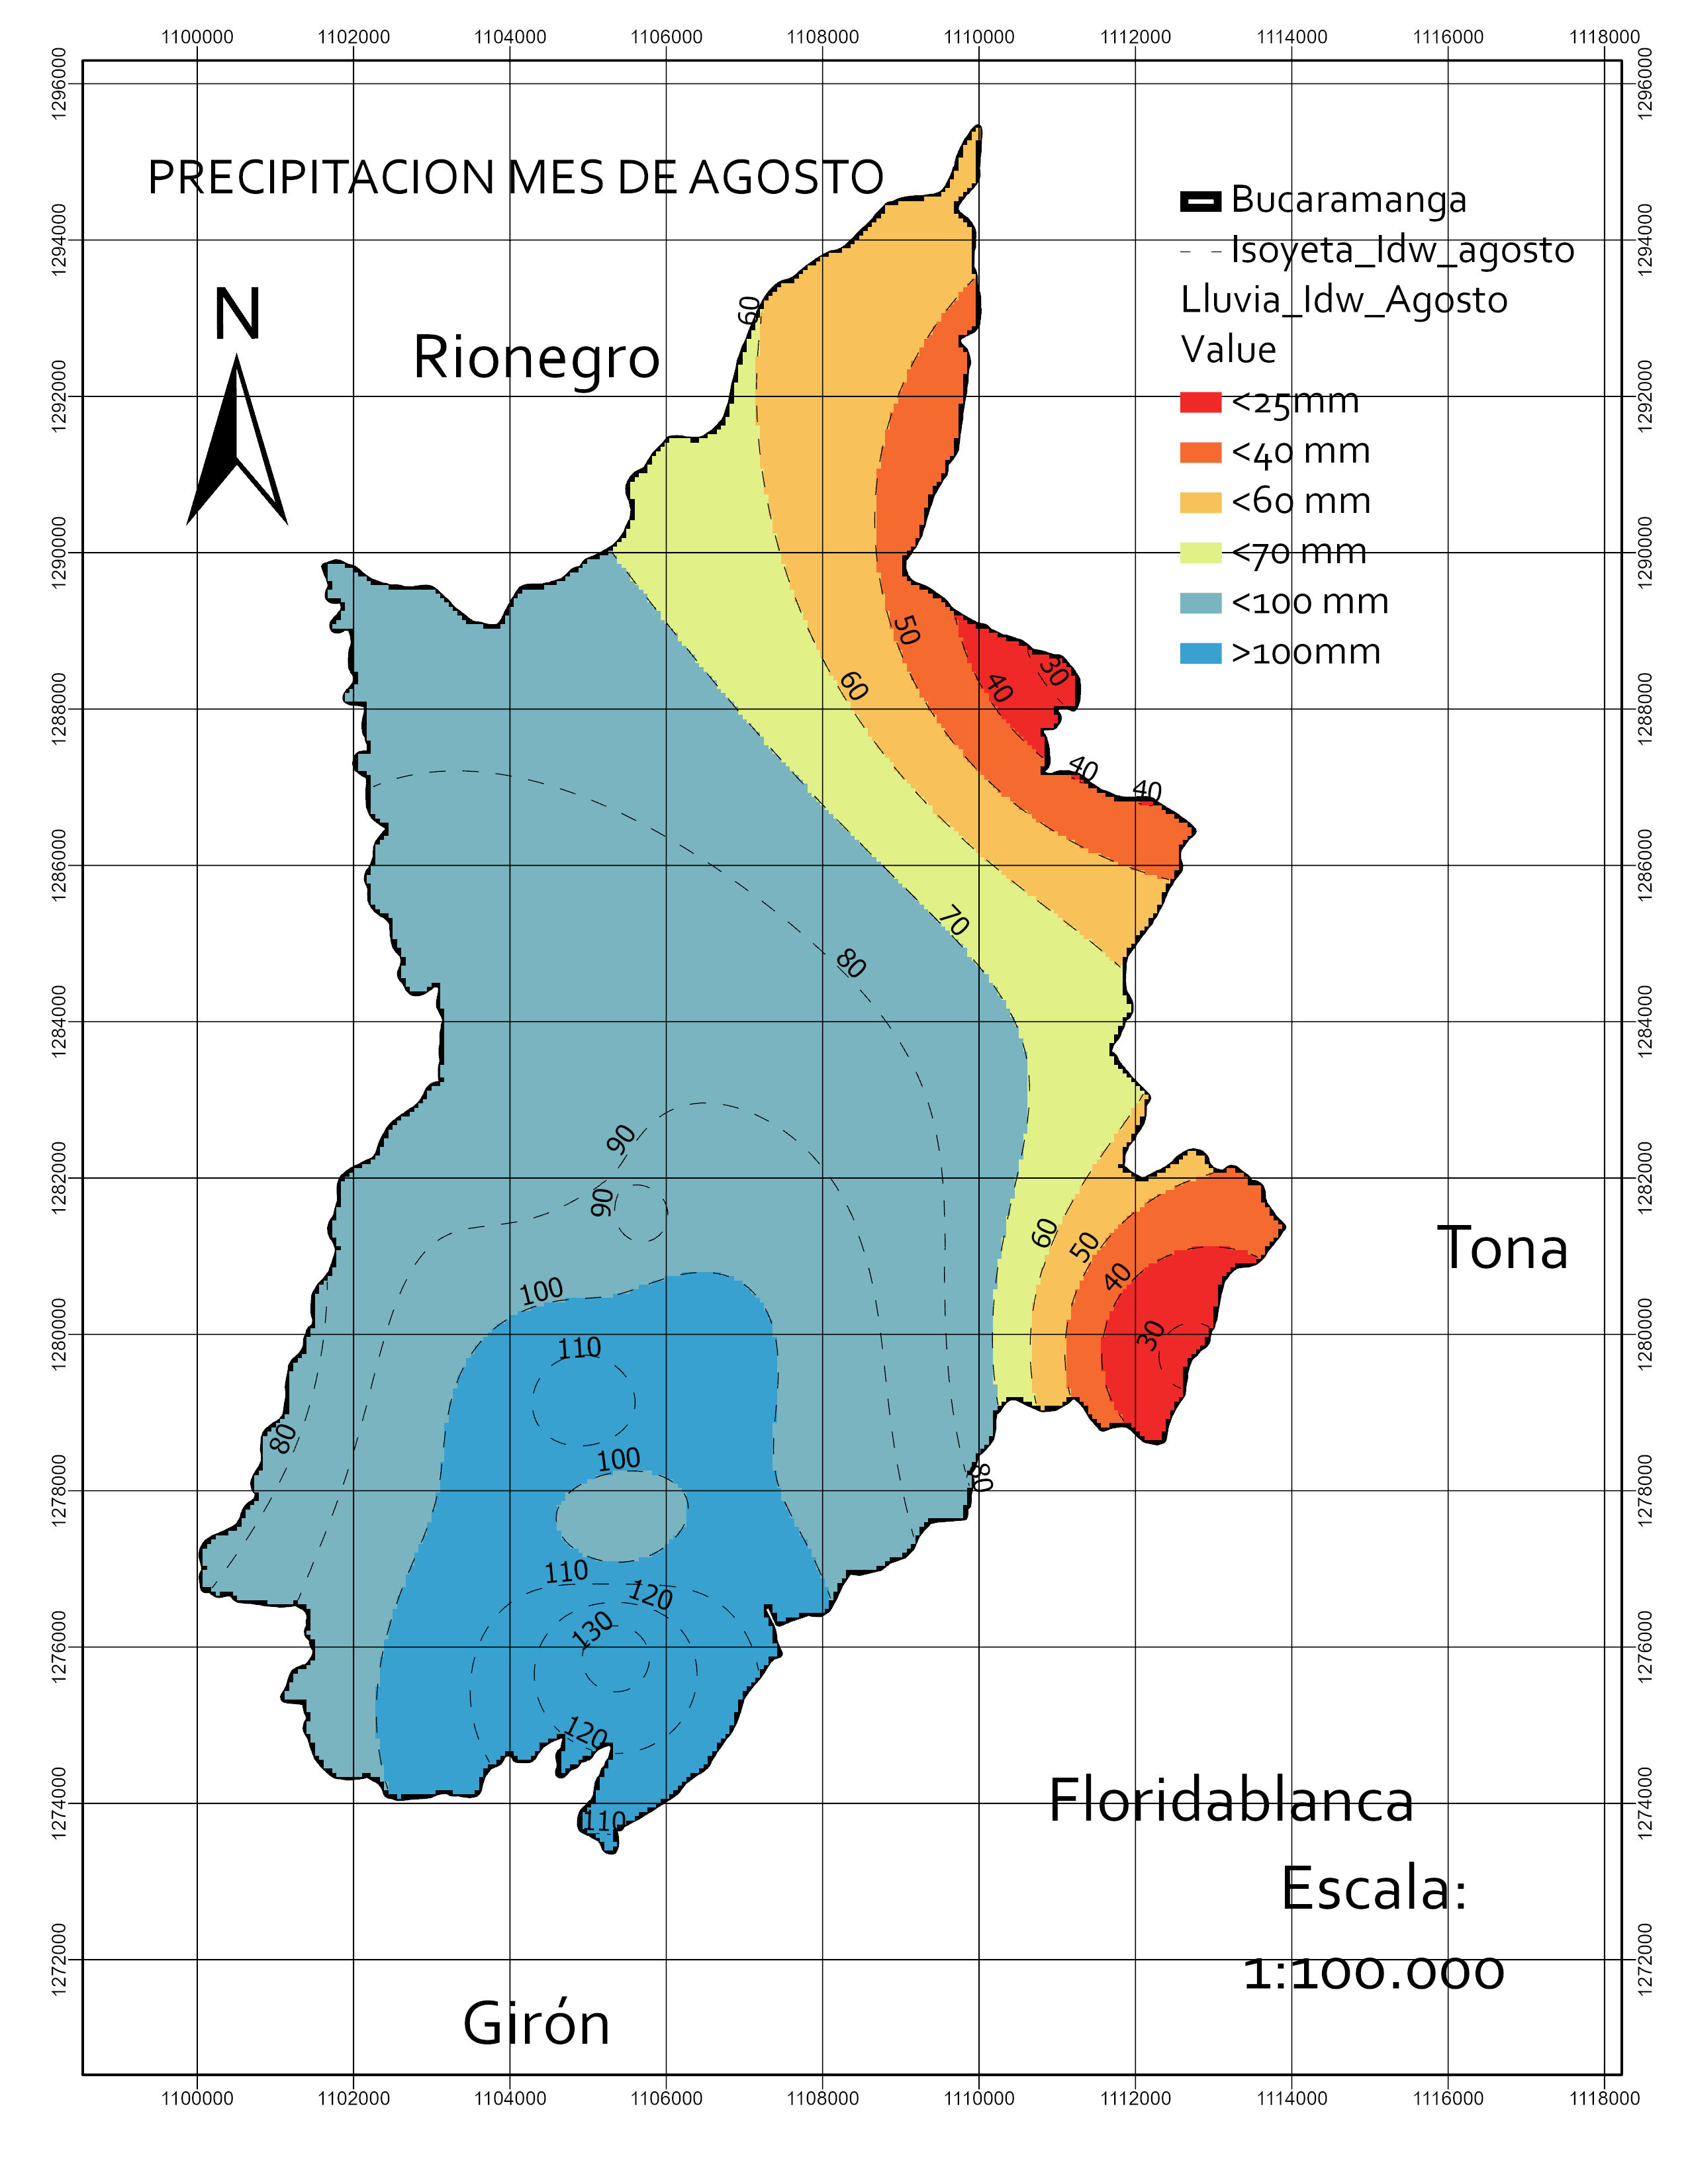 1100000 1102000 1104000 1106000 1108000 1110000 1112000 1114000 1116000 1118000
1296000 1296000
PRECIPITACION MES DE AGOSTO
Bucaramanga
1294000 1294000
Isoyeta_Idw_agosto
Lluvia_Idw_Agosto
N
60
Rionegro
Value
1292000 1292000
<25mm
<40 mm
<60 mm
1290000 1290000
<70 mm
<100 mm
50
>100mm
30
60
40
1288000 1288000
40
40
1286000 1286000
70
80
1284000 1284000
90
1282000 1282000
90
60
50
Tona
40
100
1280000 1280000
30
110
80
100
80
1278000 1278000
110
120
130
1276000 1276000
120
Floridablanca
1274000 1274000
110
Escala:
1272000 1272000
1:100.000
Girón
1100000 1102000 1104000 1106000 1108000 1110000 1112000 1114000 1116000 1118000